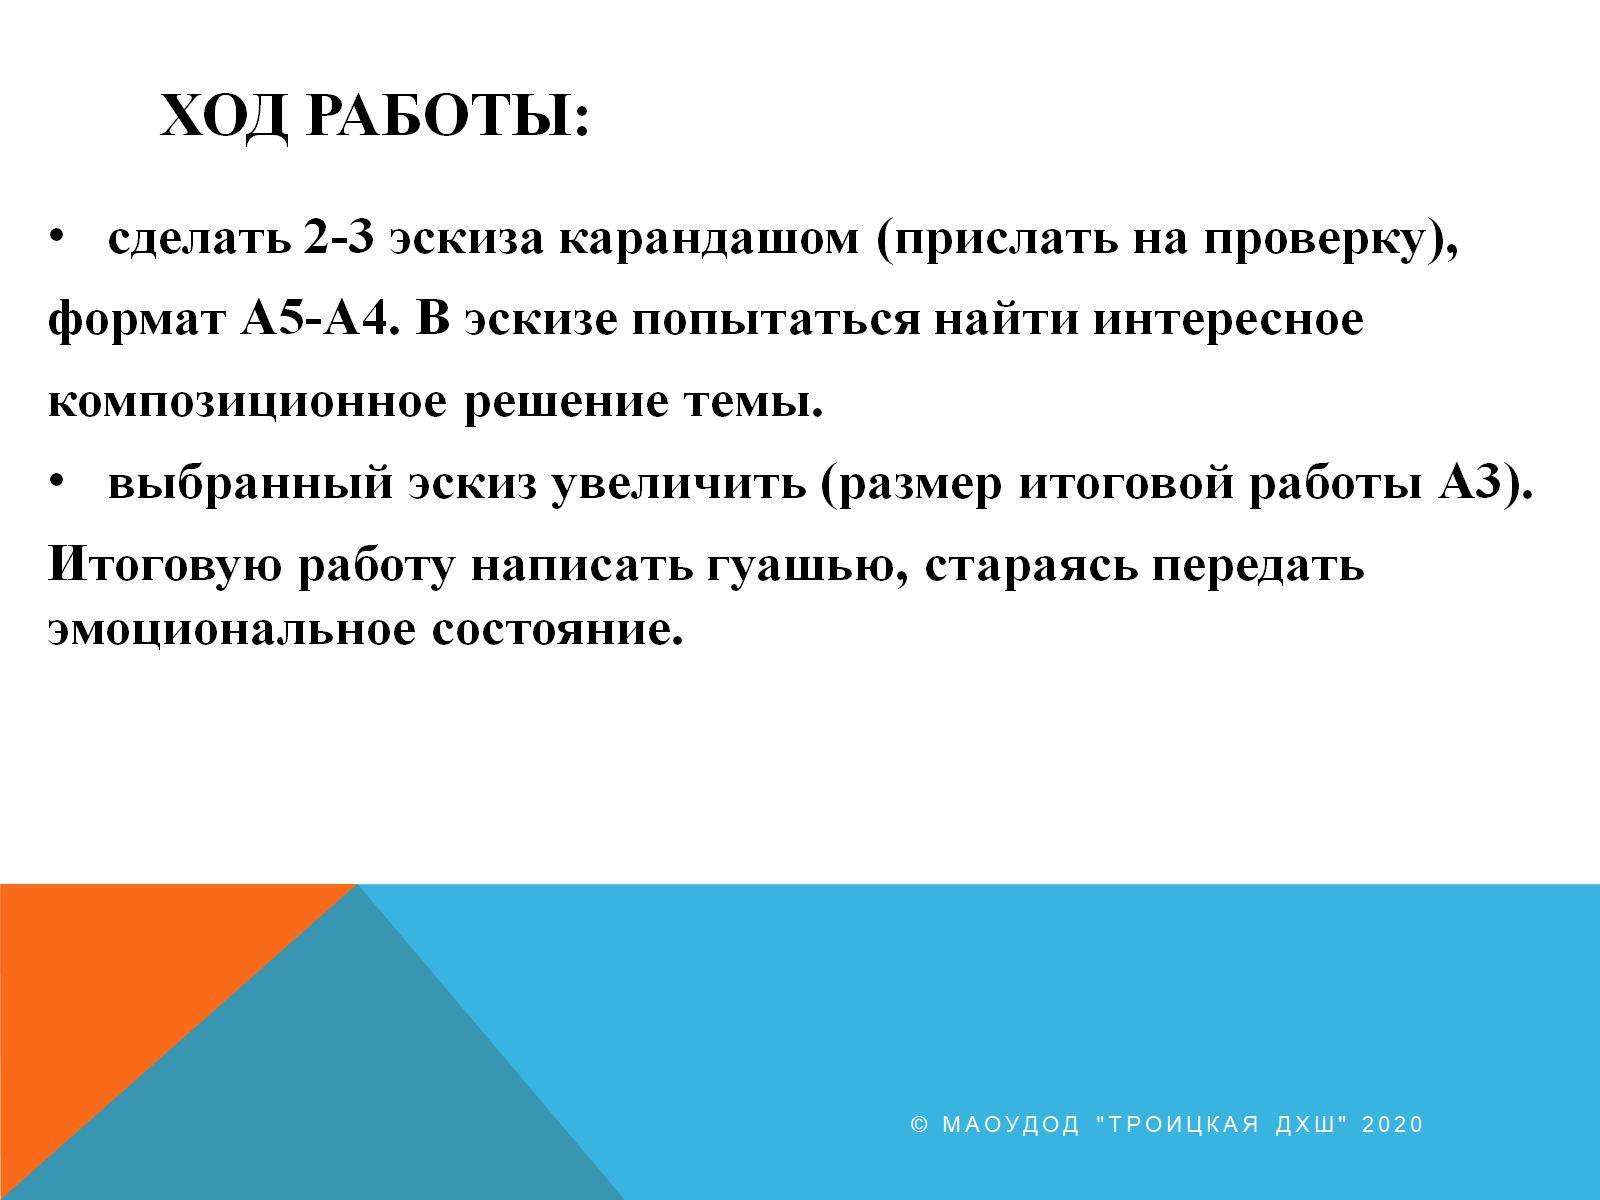 ХОД РАБОТЫ:
• сделать 2-3 эскиза карандашом (прислать на проверку),
формат А5-А4. В эскизе попытаться найти интересное
композиционное решение темы.
• выбранный эскиз увеличить (размер итоговой работы А3).
Итоговую работу написать гуашью, стараясь передать
эмоциональное состояние.
© МАОУДОД "ТРОИЦКАЯ ДХШ" 2020